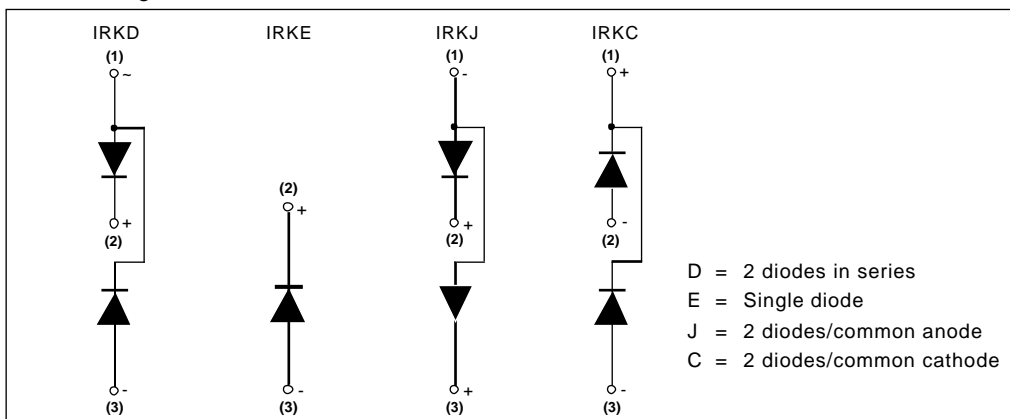 IRKD IRKE IRKJ IRKC
(1) (1) (1)
~ - +
(2)
+
+ + -
(2) (2) (2)
D = 2 diodes in series
E = Single diode
J = 2 diodes/common anode
C = 2 diodes/common cathode
- - + -
(3) (3) (3) (3)